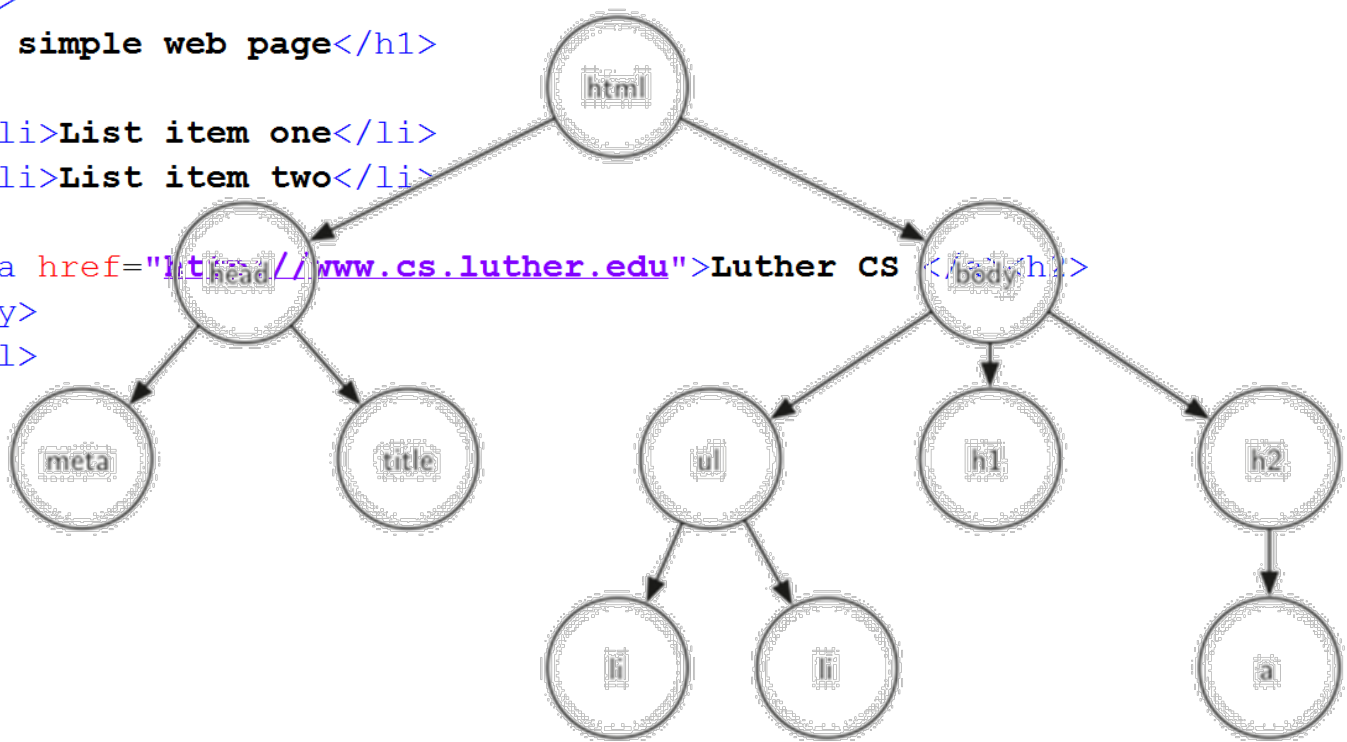 >
simple web page</h1>
html
li>List item one</li>
li>List item two</li>
a href="http://www.cs.luther.edu">Luther CS </a></h2>
head
body
y>
l>
meta
title
ul
h1
h2
li
li
a